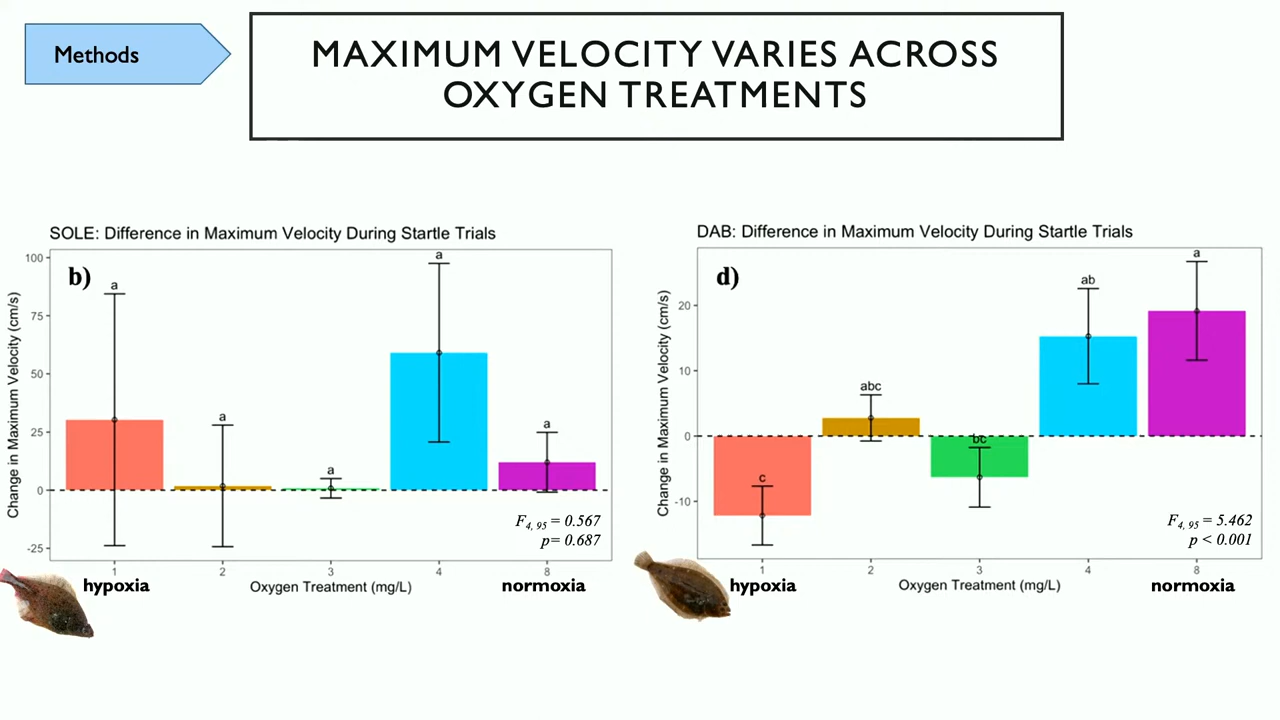 Methods
MAXIMUM VELOCITY VARIES ACROSS
OXYGEN TREATMENTS
SOLE: Difference in Maximum Velocity During Startle Trials
b)
Change in Maximum Velocity (cm/s)
100
75
50
25
0
-25
a
a
a
a
a
F4, 95 = 0.567
p= 0.687
1
2
3
4
8
hypoxia
Oxygen Treatment (mg/L)
normoxia
DAB: Difference in Maximum Velocity During Startle Trials
d)
Change in Maximum Velocity (cm/s)
20
10
0
-10
c
abc
bc
ab
a
F4, 95 = 5.462
p < 0.001
1
2
3
4
8
hypoxia
Oxygen Treatment (mg/L)
normoxia